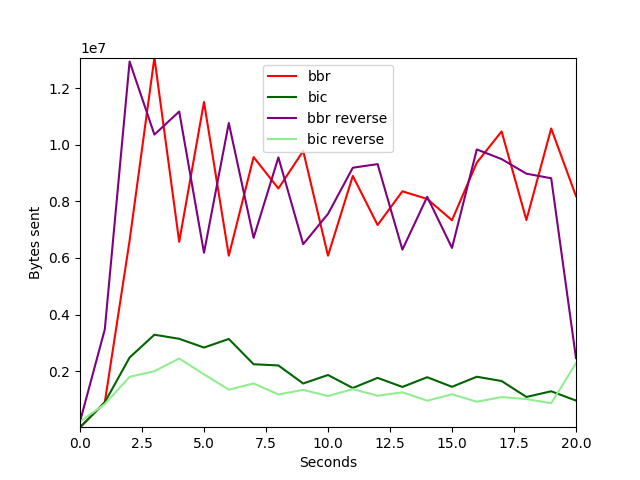 1e7
bbr
bic
bbr reverse
bic reverse
1.2
1.0
0.8
0.6
0.4
0.2
Bytes sent
0.0 2.5 5.0 7.5 10.0 12.5 15.0 17.5 20.0
Seconds